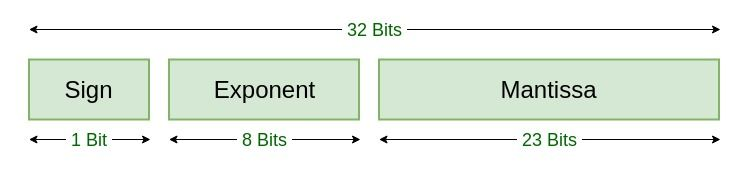 32 Bits
Sign Exponent Mantissa
1 Bit 8 Bits 23 Bits